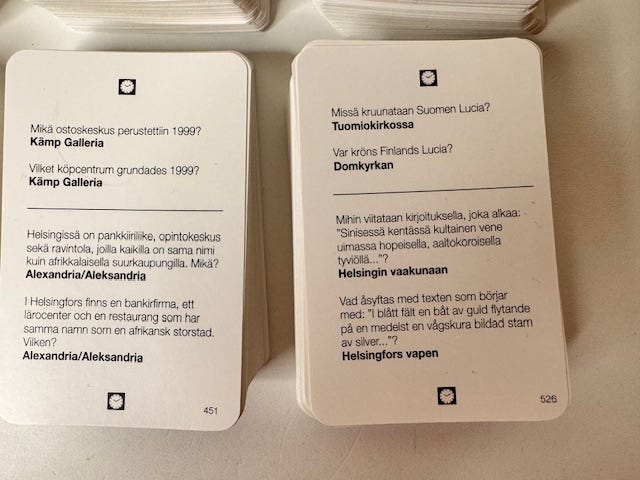 Mikä ostoskeskus perustettiin 1999?
Kämp Galleria
Vilket köpcentrum grundades 1999?
Kämp Galleria
Helsingissä on pankkiiriliike, opintokeskus
sekä ravintola, joilla kaikilla on sama nimi
kuin afrikkalaisella suurkaupungilla. Mikä?
Alexandria/Aleksandria
I Helsingfors finns en bankirfirma, ett
lärocenter och en restaurang som har
samma namn som en afrikansk storstad.
Vilken?
Alexandria/Aleksandria
451
Missä kruunataan Suomen Lucia?
Tuomiokirkossa
Var kröns Finlands Lucia?
Domkyrkan
Mihin viitataan kirjoituksella, joka alkaa:
"Sinisessä kentässä kultainen vene
uimassa hopeisella, aaltokoroisella
tyviöllä..."?
Helsingin vaakunaan
Vad åsyftas med texten som börjar
med: "I blått fält en båt av guld flytande
på en medelst en vågskura bildad stam
av silver..."?
Helsingfors vapen
526